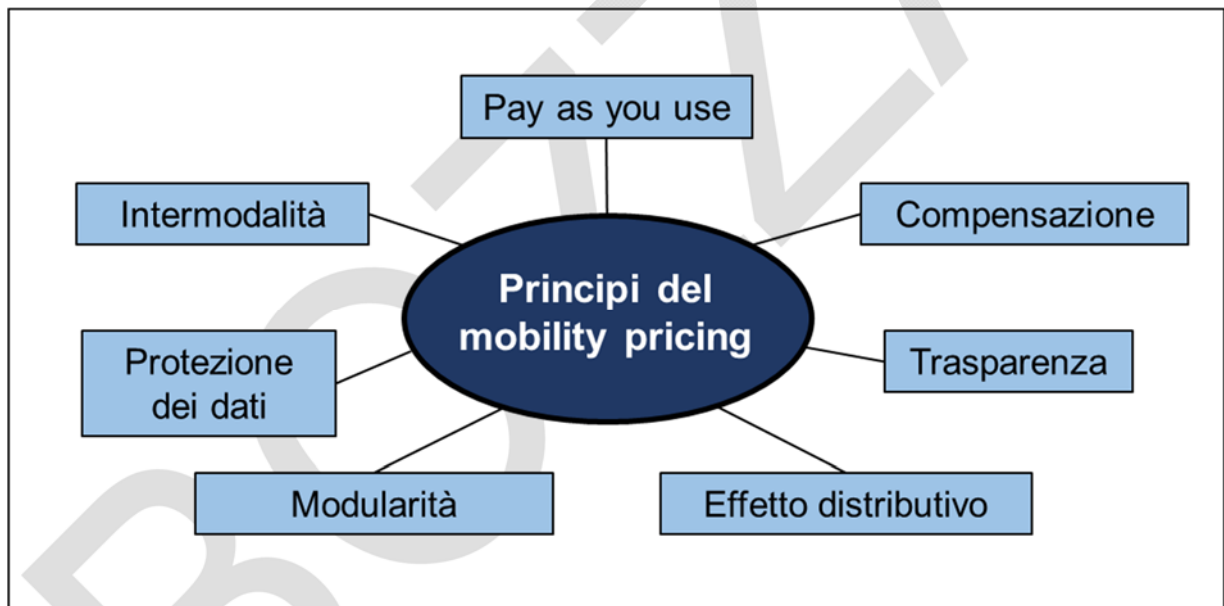 Pay as you use
Intermodalità
Compensazione
Principi del
mobility pricing
Protezione
dei dati
Trasparenza
Modularità
Effetto distributivo